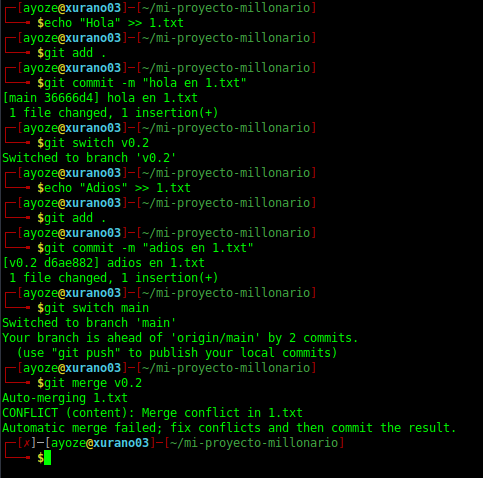 ┌─[ayoze@xurano03]─[~/mi-proyecto-millonario]
└──╼ $echo "Hola" >> 1.txt
┌─[ayoze@xurano03]─[~/mi-proyecto-millonario]
└──╼ $git add .
┌─[ayoze@xurano03]─[~/mi-proyecto-millonario]
└──╼ $git commit -m "hola en 1.txt"
[main 36666d4] hola en 1.txt
 1 file changed, 1 insertion(+)
┌─[ayoze@xurano03]─[~/mi-proyecto-millonario]
└──╼ $git switch v0.2
Switched to branch 'v0.2'
┌─[ayoze@xurano03]─[~/mi-proyecto-millonario]
└──╼ $echo "Adios" >> 1.txt
┌─[ayoze@xurano03]─[~/mi-proyecto-millonario]
└──╼ $git add .
┌─[ayoze@xurano03]─[~/mi-proyecto-millonario]
└──╼ $git commit -m "adios en 1.txt"
[v0.2 d6ae882] adios en 1.txt
 1 file changed, 1 insertion(+)
┌─[ayoze@xurano03]─[~/mi-proyecto-millonario]
└──╼ $git switch main
Switched to branch 'main'
Your branch is ahead of 'origin/main' by 2 commits.
  (use "git push" to publish your local commits)
┌─[ayoze@xurano03]─[~/mi-proyecto-millonario]
└──╼ $git merge v0.2
Auto-merging 1.txt
CONFLICT (content): Merge conflict in 1.txt
Automatic merge failed; fix conflicts and then commit the result.
┌─[✗]─[ayoze@xurano03]─[~/mi-proyecto-millonario]
└──╼ $